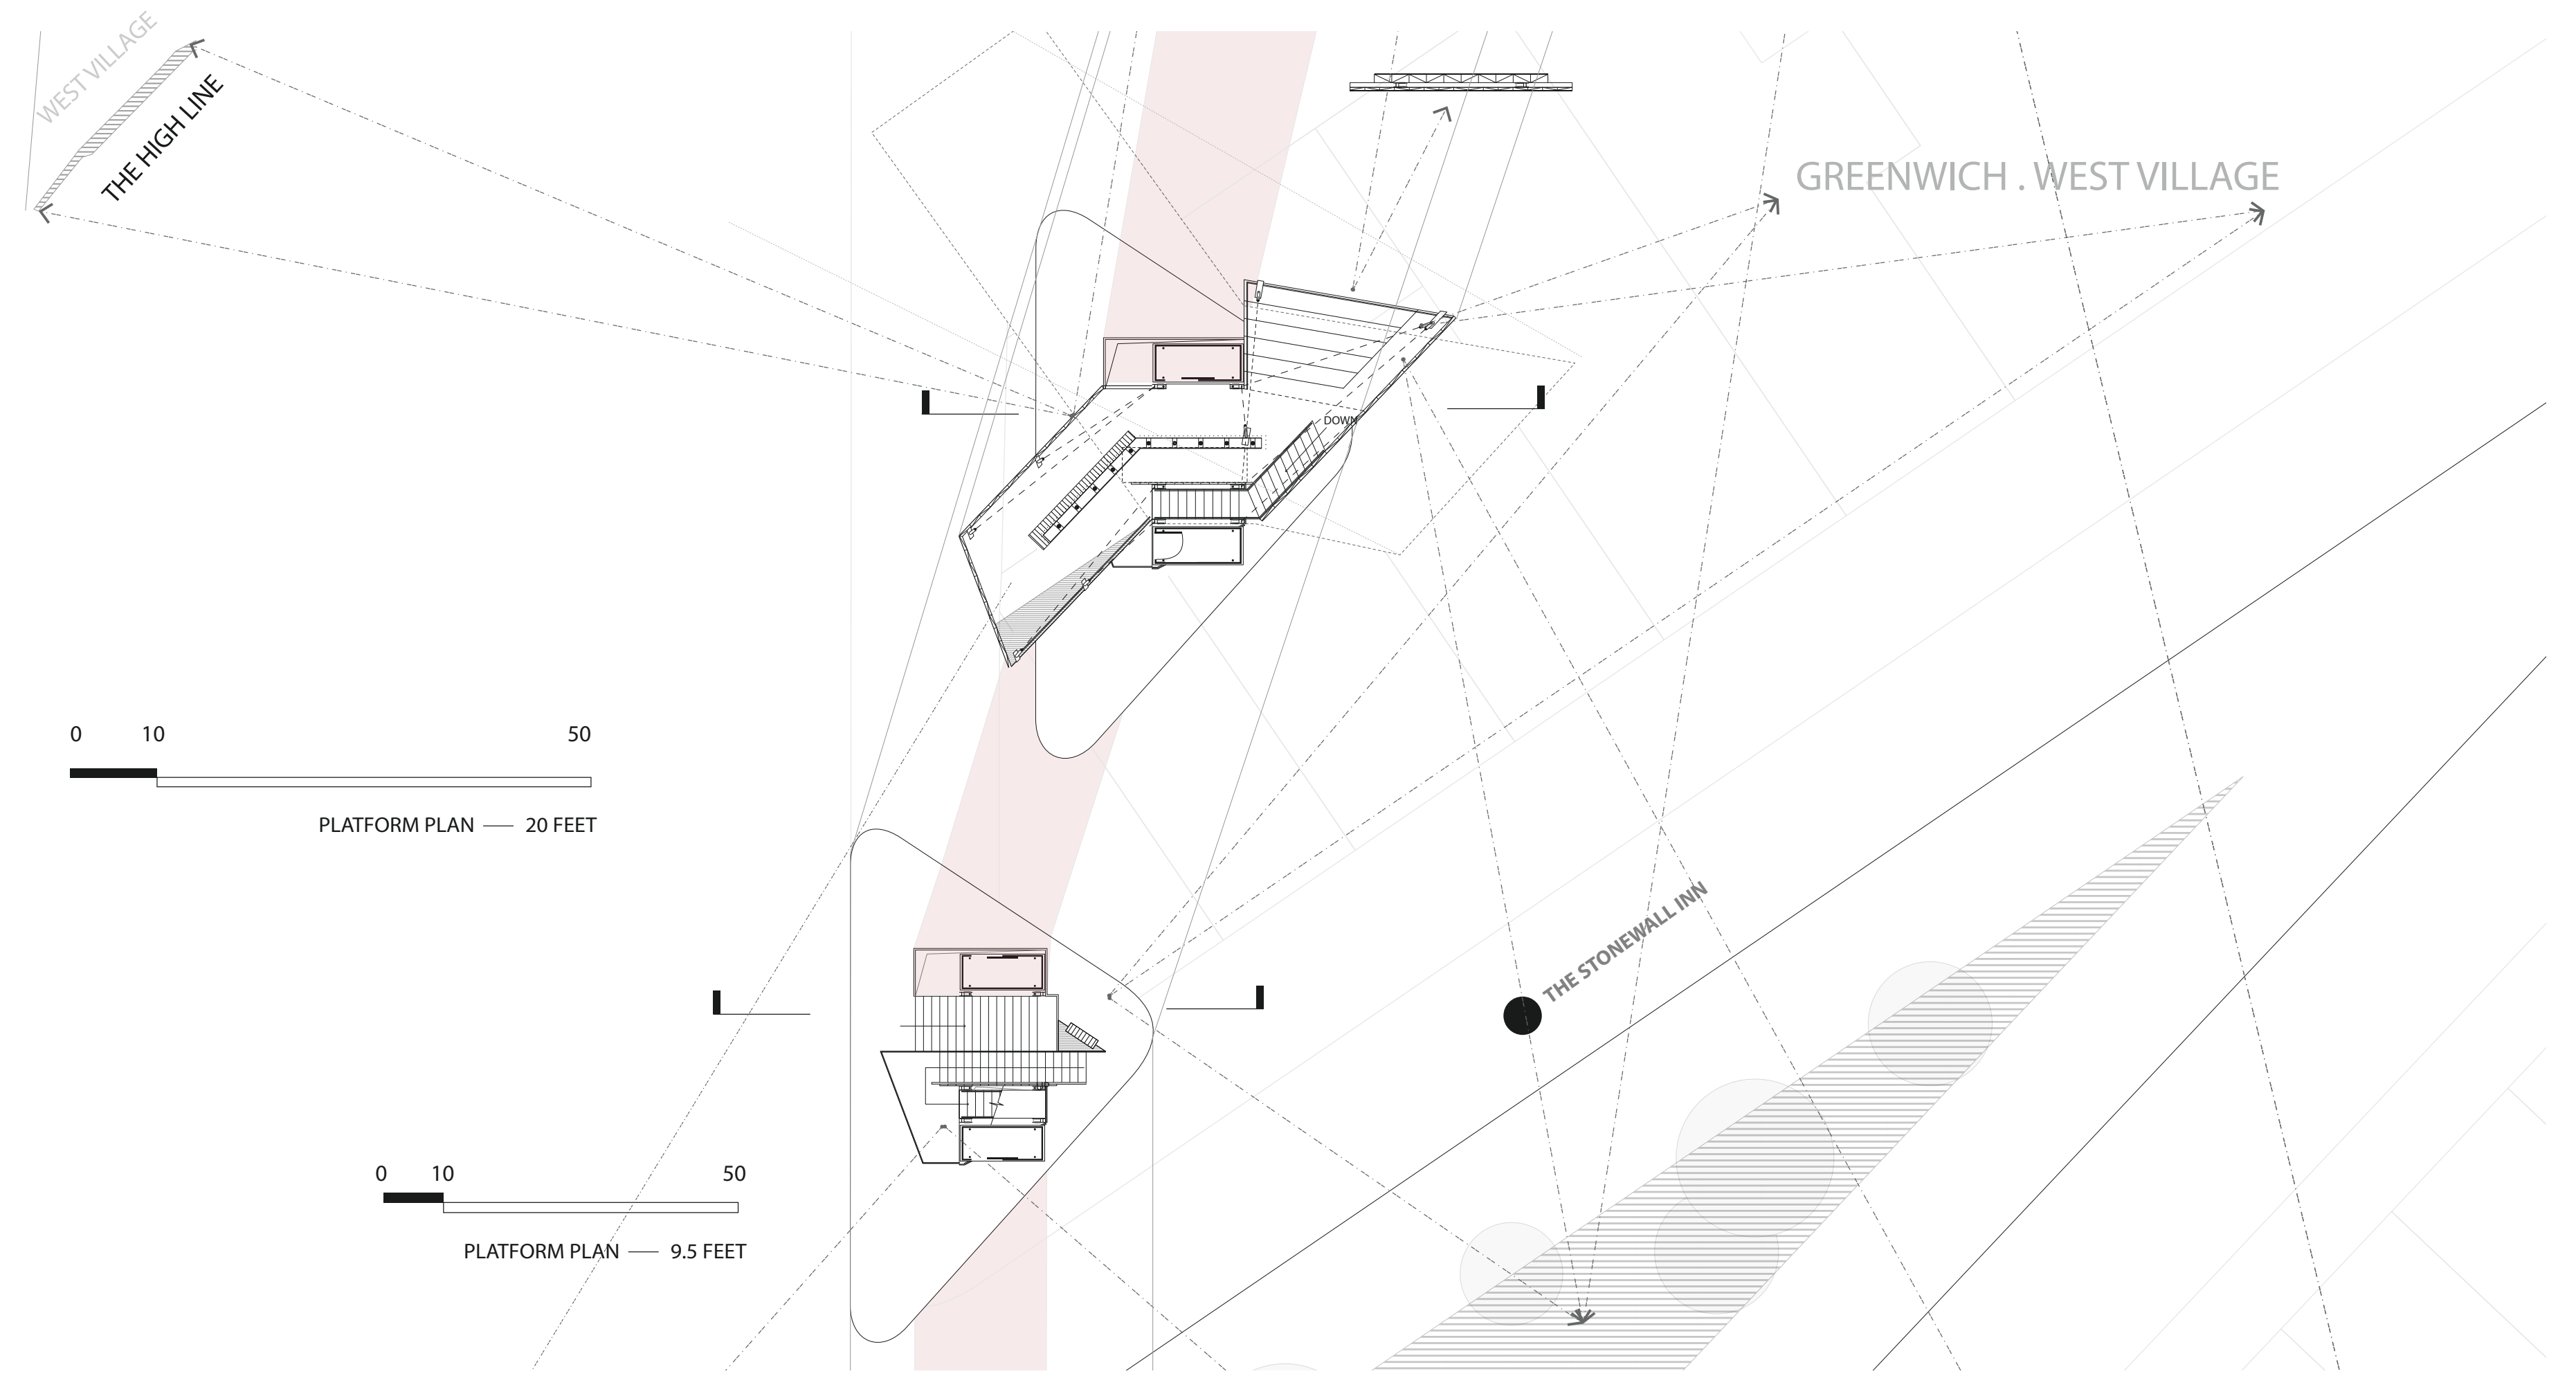 WEST VILLAGE
THE HIGH LINE
GREENWICH . WEST VILLAGE
DOWN
0 10 50
PLATFORM PLAN — 20 FEET
THE STONEWALL INN
0 10 50
PLATFORM PLAN — 9.5 FEET